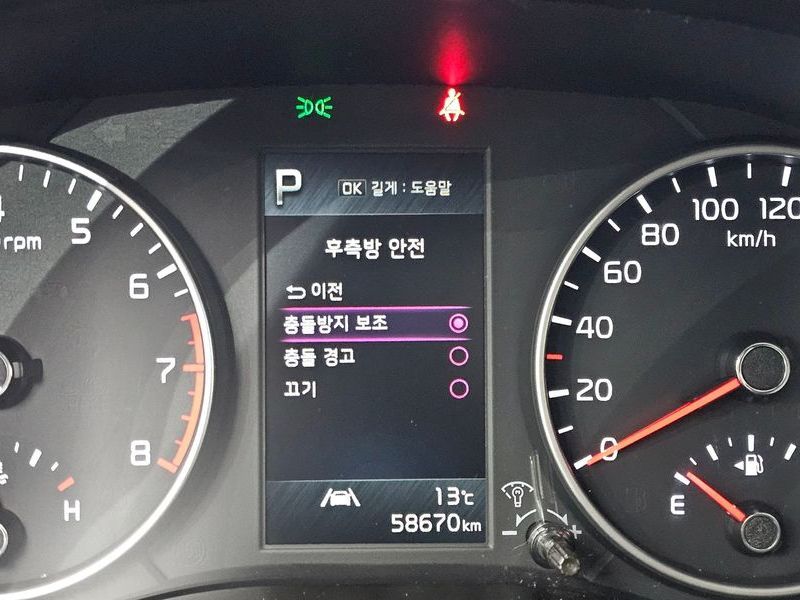 P
OK 길게 : 도움말
후측방 안전
이전
충돌방지 보조
충돌 경고
끄기
13℃
58670km
rpm
5
6
7
8
H
0
20
40
60
80
100
120
km/h
E